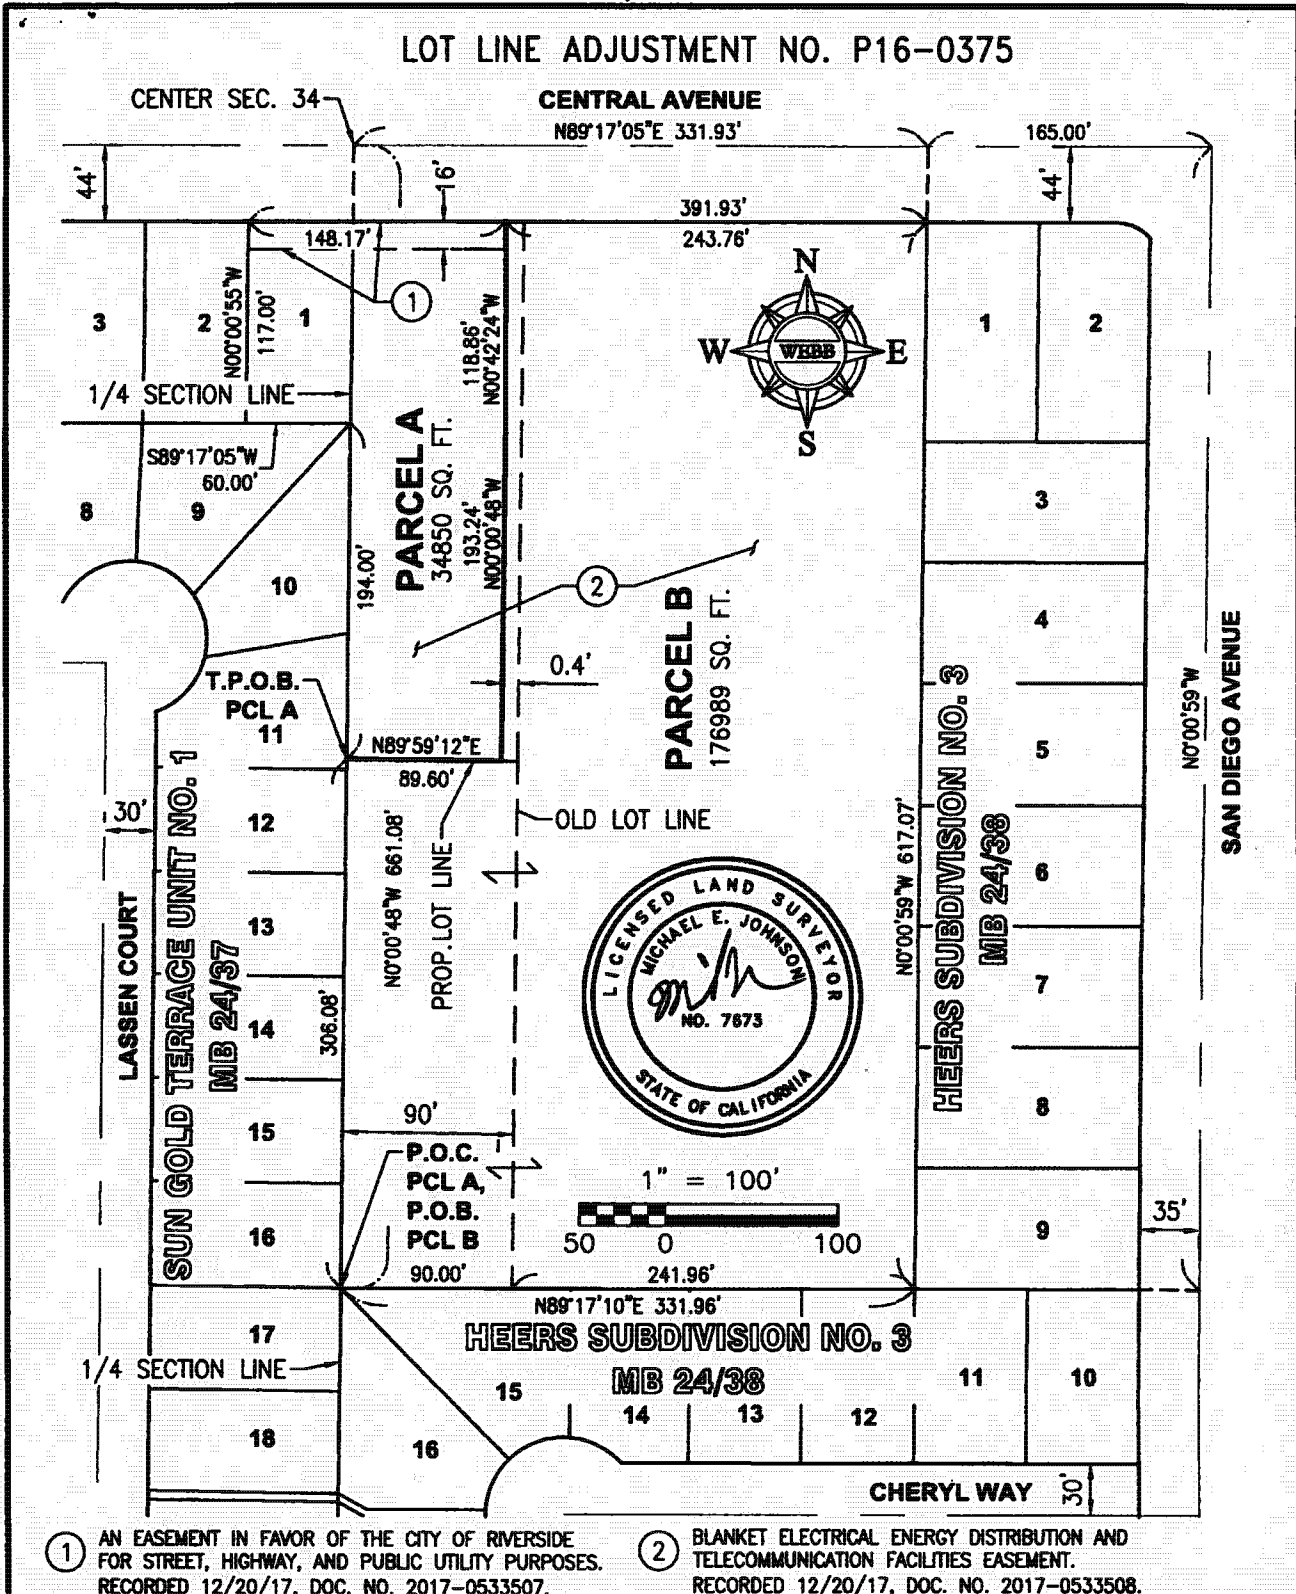 LOT LINE ADJUSTMENT NO. P16-0375
CENTER SEC. 34
CENTRAL AVENUE
N89°17'05"E 331.93'
165.00'
44'
16'
44'
391.93'
148.17'
243.76'
1
N
W WEBB E
S
3
2
1
N00°00'55"W
117.00'
118.86'
N00°42'24"W
1
2
1/4 SECTION LINE
S89°17'05"W
60.00'
PARCEL A
34850 SQ. FT.
193.24'
N00°00'48"W
3
8
9
10
194.00'
2
4
PARCEL B
176989 SQ. FT.
0.4'
T.P.O.B.
PCL A
11
N89°59'12"E
89.60'
5
SAN DIEGO AVENUE
N0°00'59"W
HEERS SUBDIVISION NO. 3
MB 24/38
N0°00'59"W 617.07'
30'
12
OLD LOT LINE
N0°00'48"W 661.08'
PROP. LOT LINE
6
LASSEN COURT
SUN GOLD TERRACE UNIT NO. 1
MB 24/37
13
LICENSED LAND SURVEYOR
MICHAEL E. JOHNSON
NO. 7673
STATE OF CALIFORNIA
7
14
306.08'
8
15
90'
P.O.C.
PCL A,
P.O.B.
PCL B
1" = 100'
50 0 100
16
9
35'
90.00'
241.96'
N89°17'10"E 331.96'
HEERS SUBDIVISION NO. 3
MB 24/38
17
1/4 SECTION LINE
15
14
13
12
11
10
18
16
CHERYL WAY
30'
1 AN EASEMENT IN FAVOR OF THE CITY OF RIVERSIDE
FOR STREET, HIGHWAY, AND PUBLIC UTILITY PURPOSES.
RECORDED 12/20/17, DOC. NO. 2017-0533507.
2 BLANKET ELECTRICAL ENERGY DISTRIBUTION AND
TELECOMMUNICATION FACILITIES EASEMENT.
RECORDED 12/20/17, DOC. NO. 2017-0533508.